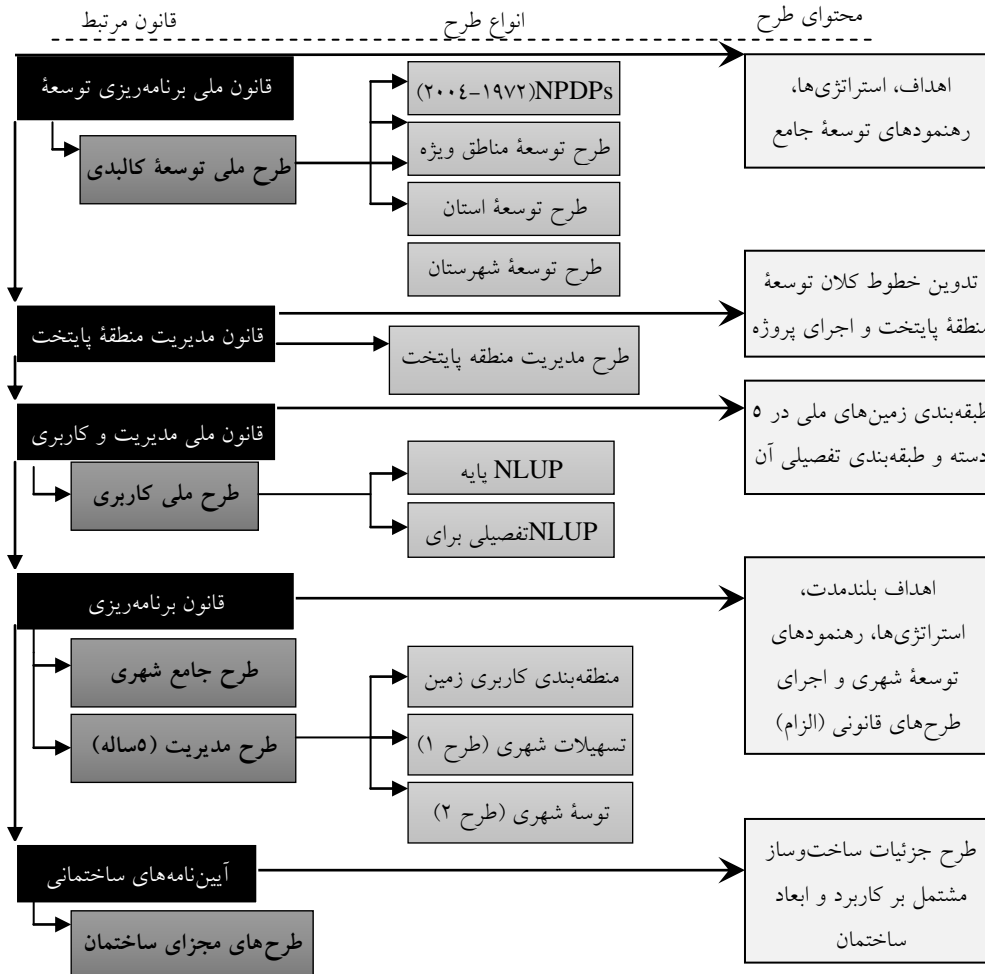 محتوای طرح
انواع طرح
قانون مرتبط
قانون ملی برنامه‌ریزی توسعهٔ
طرح ملی توسعهٔ کالبدی
NPDPs(١٩٧٢-٢٠٠٤)
طرح توسعهٔ مناطق ویژه
طرح توسعهٔ استان
طرح توسعهٔ شهرستان
اهداف، استراتژی‌ها،
رهنمودهای توسعهٔ جامع
قانون مدیریت منطقهٔ پایتخت
طرح مدیریت منطقه پایتخت
تدوین خطوط کلان توسعهٔ
منطقهٔ پایتخت و اجرای پروژه
قانون ملی مدیریت و کاربری
طرح ملی کاربری
NLUP پایه
NLUPتفصیلی برای
طبقه‌بندی زمین‌های ملی در ٥
دسته و طبقه‌بندی تفصیلی آن
قانون برنامه‌ریزی
طرح جامع شهری
طرح مدیریت (٥ساله)
منطقه‌بندی کاربری زمین
تسهیلات شهری (طرح ١)
توسهٔ شهری (طرح ٢)
اهداف بلندمدت،
استراتژی‌ها، رهنمودهای
توسعهٔ شهری و اجرای
طرح‌های قانونی (الزام)
آیین‌نامه‌های ساختمانی
طرح‌های مجزای ساختمان
طرح جزئیات ساخت‌وساز
مشتمل بر کاربرد و ابعاد
ساختمان